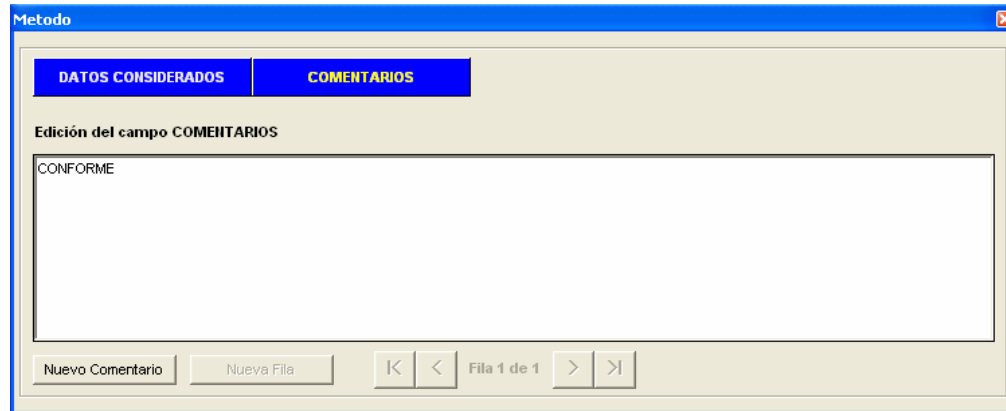 Metodo
DATOS CONSIDERADOS COMENTARIOS
Edición del campo COMENTARIOS
CONFORME
Nuevo Comentario Nueva Fila Fila 1 de 1